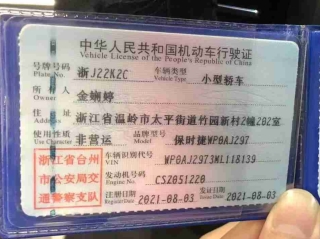 中华人民共和国机动车行驶证
Vehicle License of the People's Republic of China
号牌号码 浙J22K2C 车辆类型 小型轿车
Plate No. Vehicle Type
所有人 金婀婷
Owner
住址 浙江省温岭市太平街道竹园新村2幢202室
Address
使用性质 非营运 品牌型号 保时捷WP0AJ297
Use Character Model
浙江省台州 车辆识别代号 WP0AJ2973ML118139
VIN
市公安局交 发动机号码 CSZ051220
Engine No.
通警察支队 注册日期 2021-08-03 发证日期 2021-08-03
Register Date Issue Date